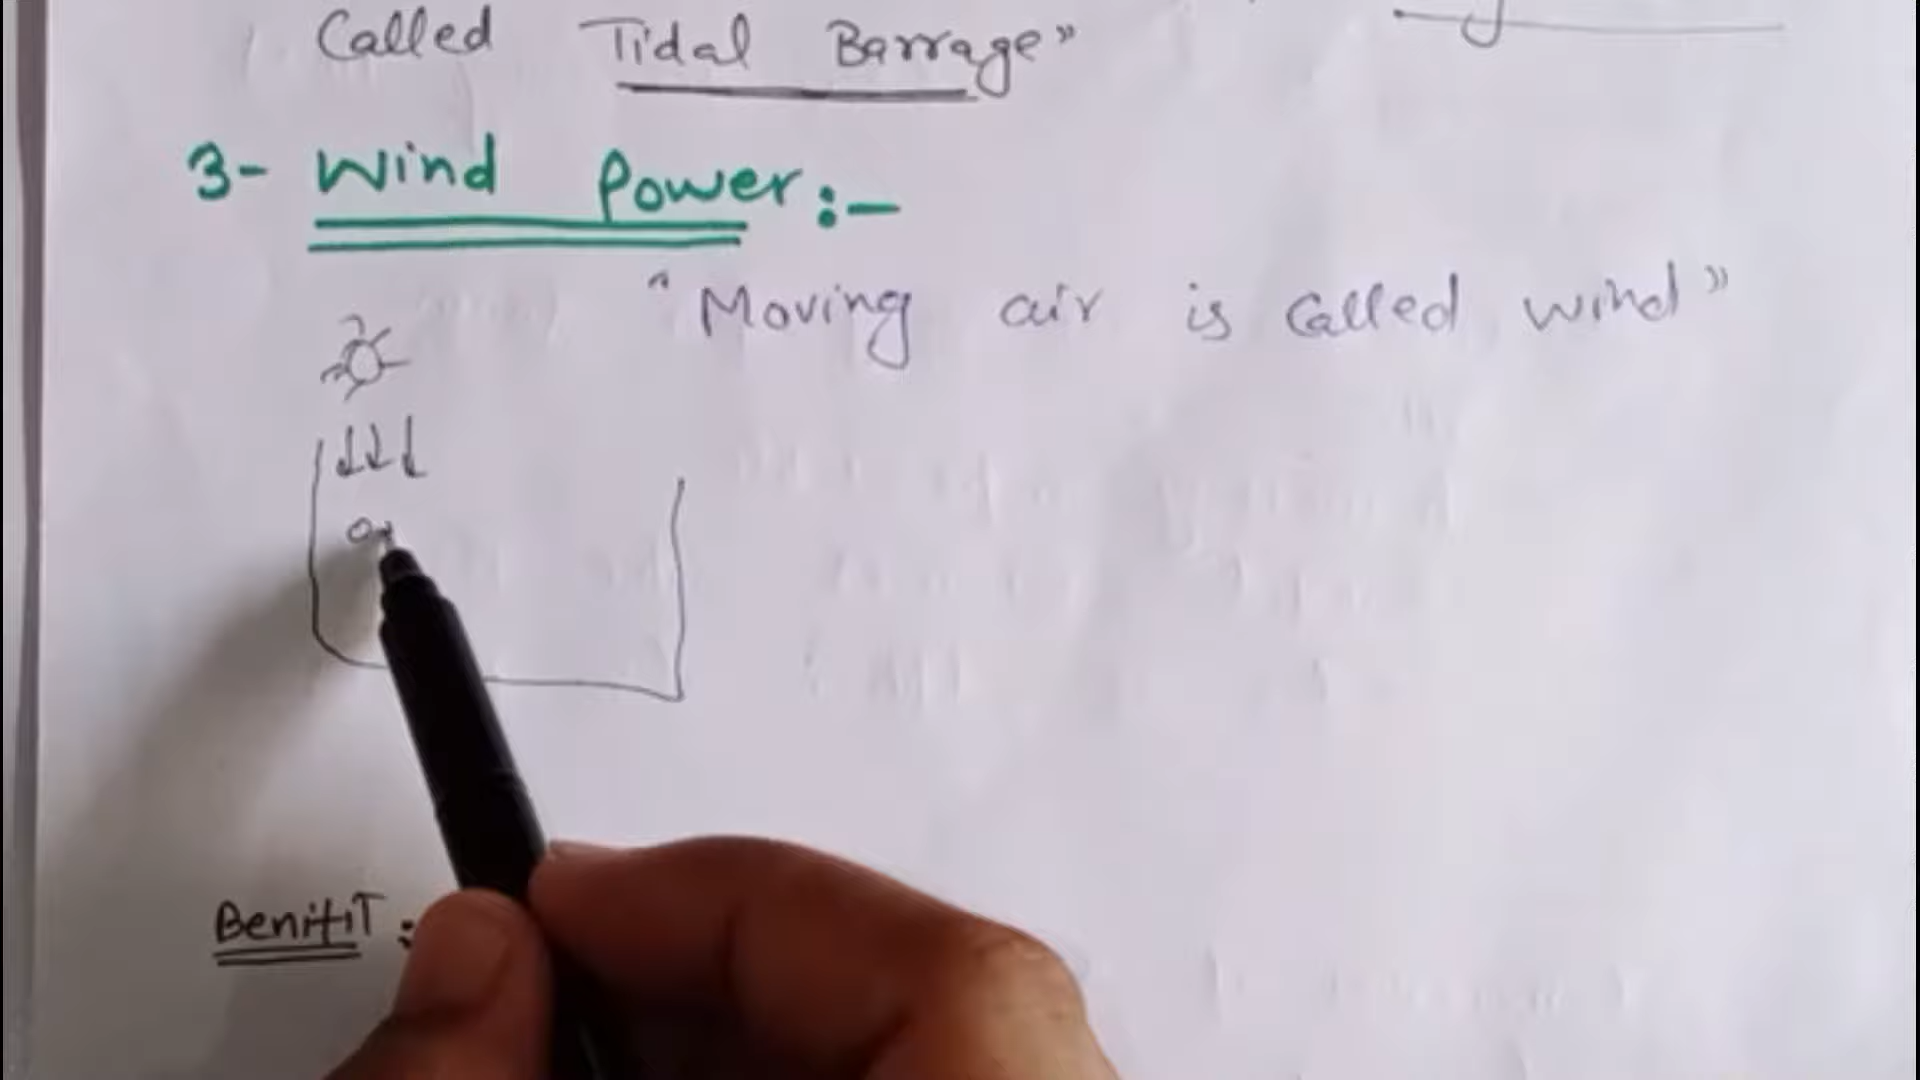 Called Tidal Barrage”
3- Wind Power:-
“Moving air is Called wind”
BenifiT :